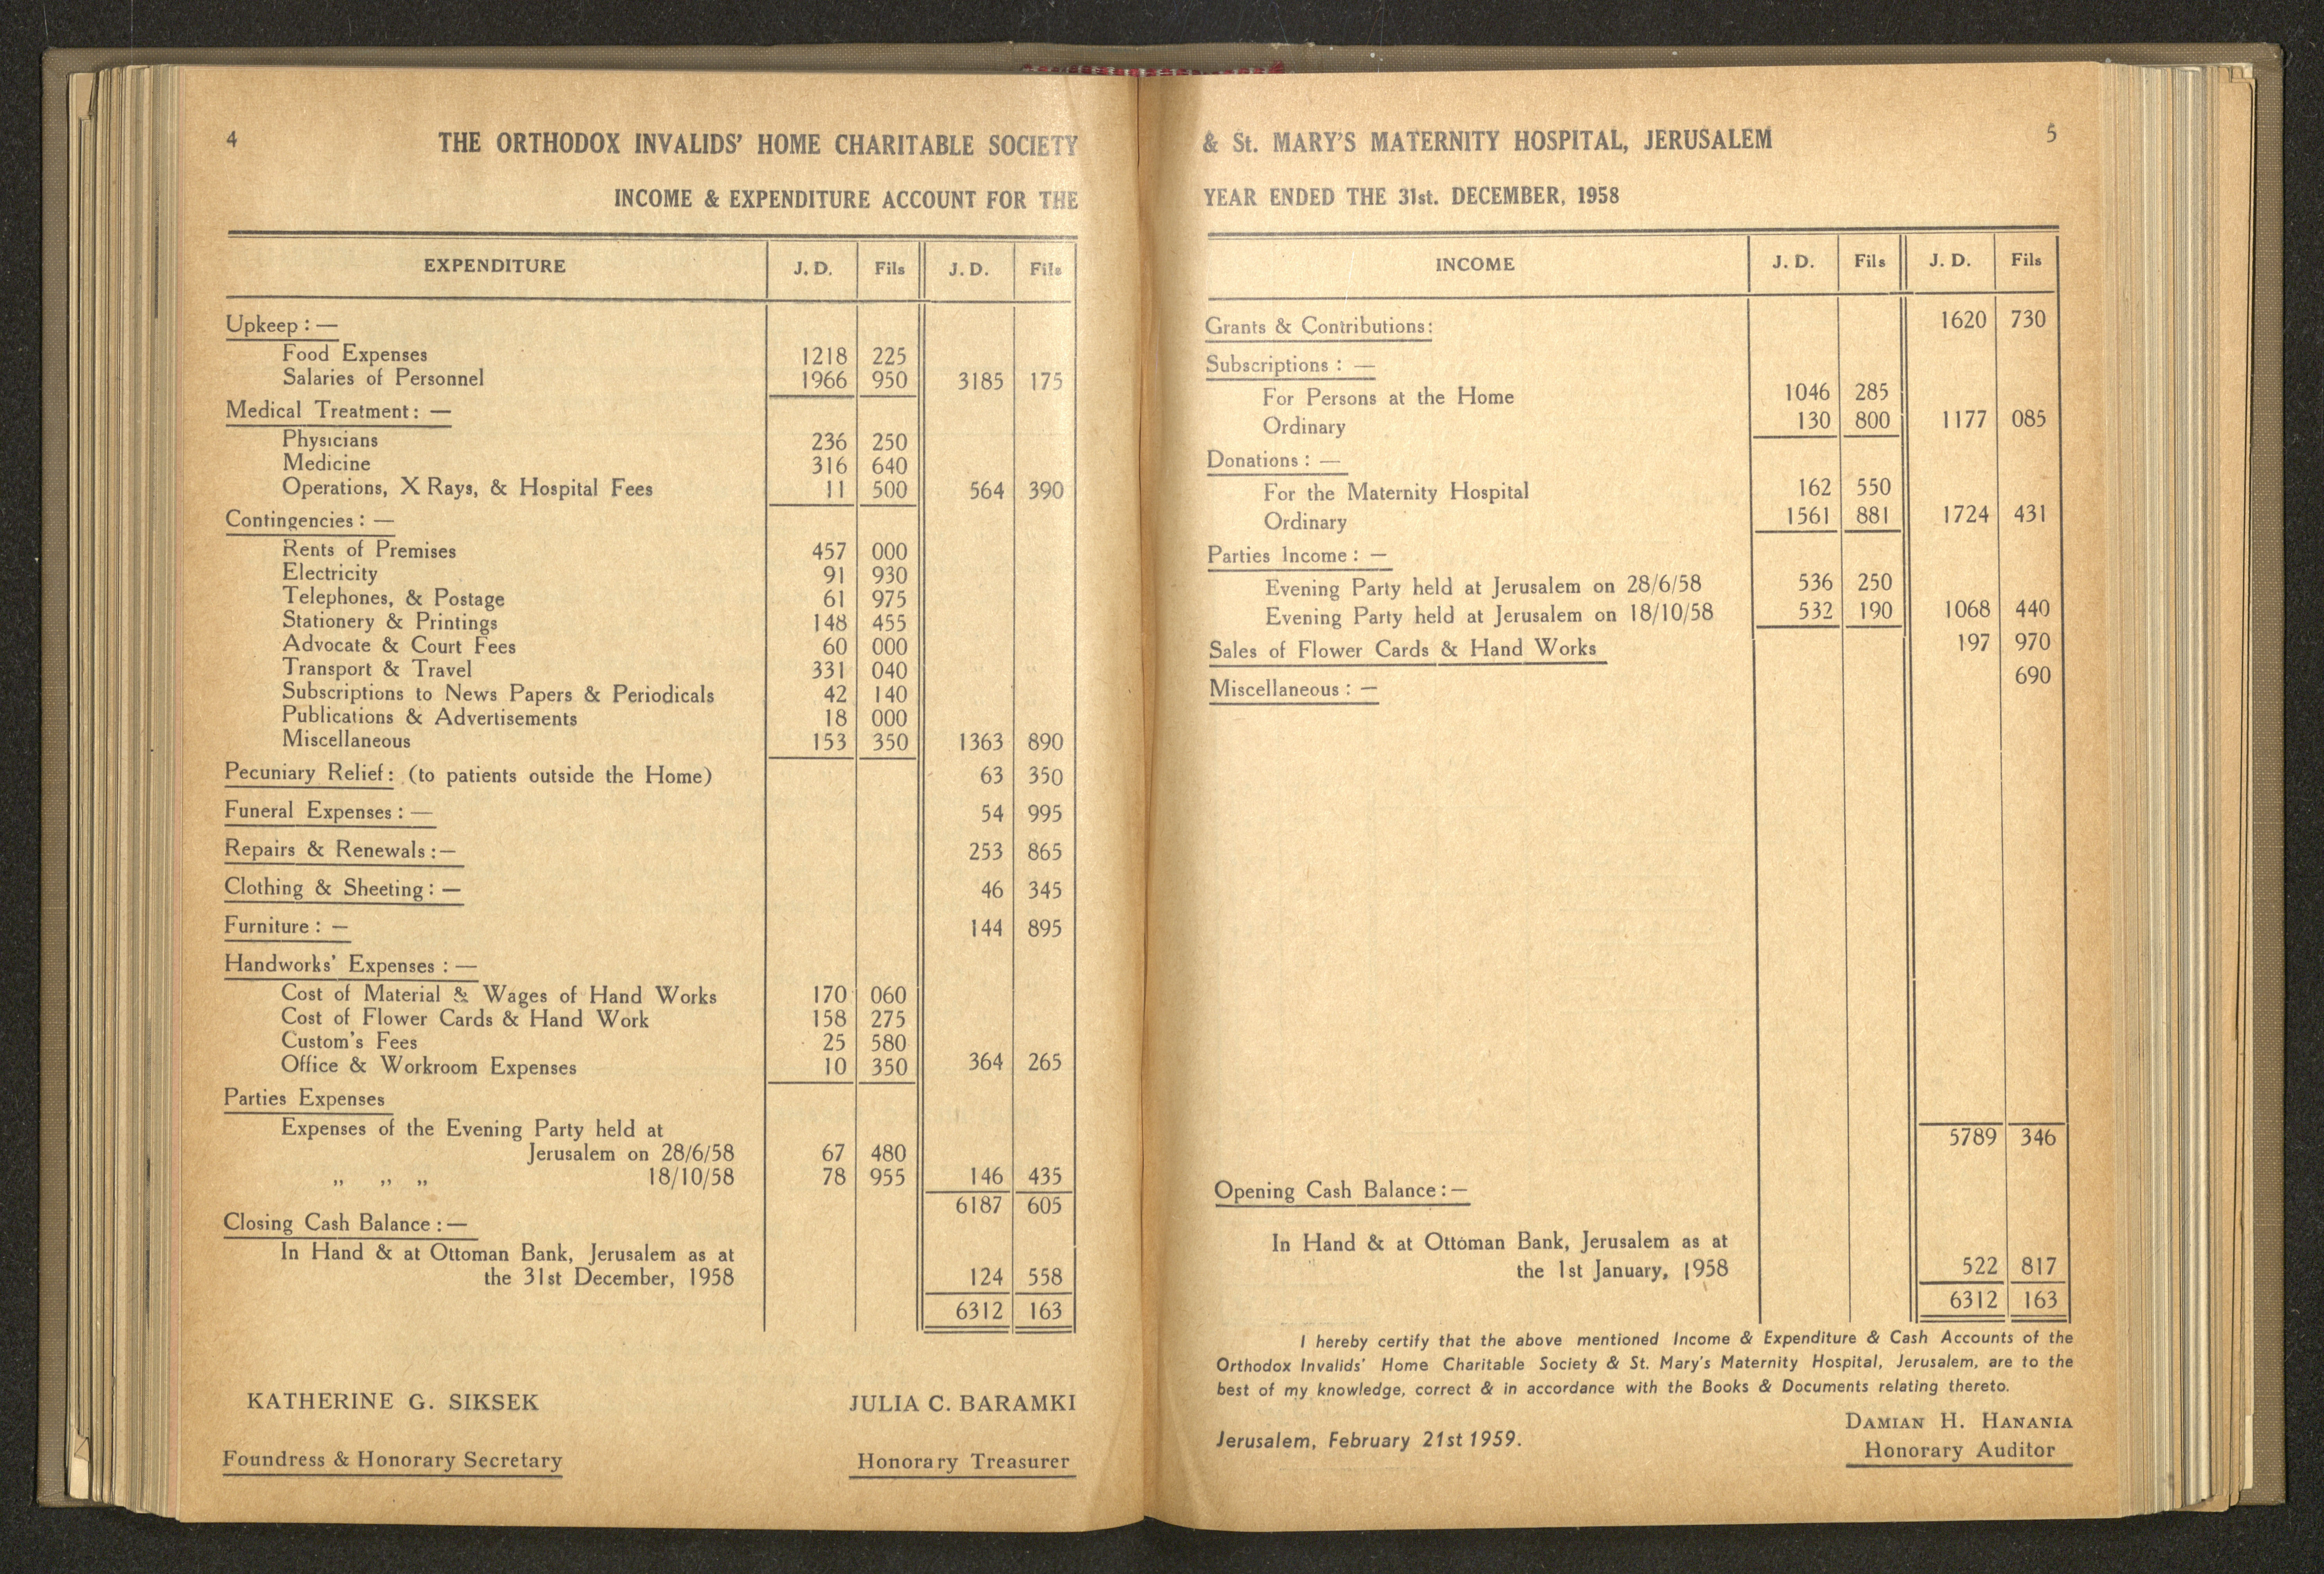 4
THE ORTHODOX INVALIDS' HOME CHARITABLE SOCIETY
INCOME & EXPENDITURE ACCOUNT FOR THE
EXPENDITURE J. D. Fils J. D. Fils
Upkeep : —
Food Expenses 1218 225
Salaries of Personnel 1966 950 3185 175
Medical Treatment : —
Physicians 236 250
Medicine 316 640
Operations, X Rays, & Hospital Fees 11 500 564 390
Contingencies : —
Rents of Premises 457 000
Electricity 91 930
Telephones, & Postage 61 975
Stationery & Printings 148 455
Advocate & Court Fees 60 000
Transport & Travel 331 040
Subscriptions to News Papers & Periodicals 42 140
Publications & Advertisements 18 000
Miscellaneous 153 350 1363 890
Pecuniary Relief : (to patients outside the Home) 63 350
Funeral Expenses : — 54 995
Repairs & Renewals : — 253 865
Clothing & Sheeting : — 46 345
Furniture : — 144 895
Handworks' Expenses : —
Cost of Material & Wages of Hand Works 170 060
Cost of Flower Cards & Hand Work 158 275
Custom's Fees 25 580
Office & Workroom Expenses 10 350 364 265
Parties Expenses
Expenses of the Evening Party held at
Jerusalem on 28/6/58 67 480
„ „ „ 18/10/58 78 955 146 435
6187 605
Closing Cash Balance : —
In Hand & at Ottoman Bank, Jerusalem as at
the 31st December, 1958 124 558
6312 163
KATHERINE G. SIKSEK JULIA C. BARAMKI
Foundress & Honorary Secretary Honorary Treasurer
& St. MARY'S MATERNITY HOSPITAL, JERUSALEM
5
YEAR ENDED THE 31st. DECEMBER, 1958
INCOME J. D. Fils J. D. Fils
Grants & Contributions: 1620 730
Subscriptions : —
For Persons at the Home 1046 285
Ordinary 130 800 1177 085
Donations : —
For the Maternity Hospital 162 550
Ordinary 1561 881 1724 431
Parties Income : —
Evening Party held at Jerusalem on 28/6/58 536 250
Evening Party held at Jerusalem on 18/10/58 532 190 1068 440
Sales of Flower Cards & Hand Works 197 970
Miscellaneous : — 690
5789 346
Opening Cash Balance : —
In Hand & at Ottoman Bank, Jerusalem as at
the 1st January, 1958 522 817
6312 163
I hereby certify that the above mentioned Income & Expenditure & Cash Accounts of the
Orthodox Invalids' Home Charitable Society & St. Mary's Maternity Hospital, Jerusalem, are to the
best of my knowledge, correct & in accordance with the Books & Documents relating thereto.
DAMIAN H. HANANIA
Jerusalem, February 21st 1959.
Honorary Auditor